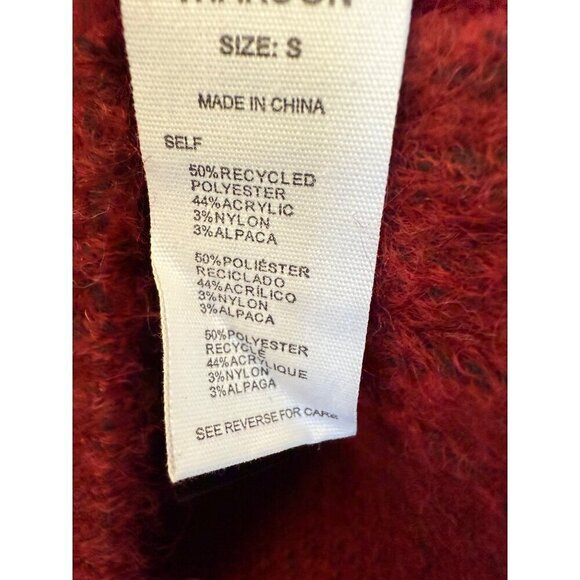 SIZE: S
MADE IN CHINA
SELF
50%RECYCLED
POLYESTER
44%ACRYLIC
3%NYLON
3%ALPACA
50%POLIÉSTER
RECICLADO
44%ACRÍLICO
3%NYLON
3%ALPACA
50%POLYESTER
RECYCLÉ
44%ACRYLIQUE
3%NYLON
3%ALPAGA
SEE REVERSE FOR CARE